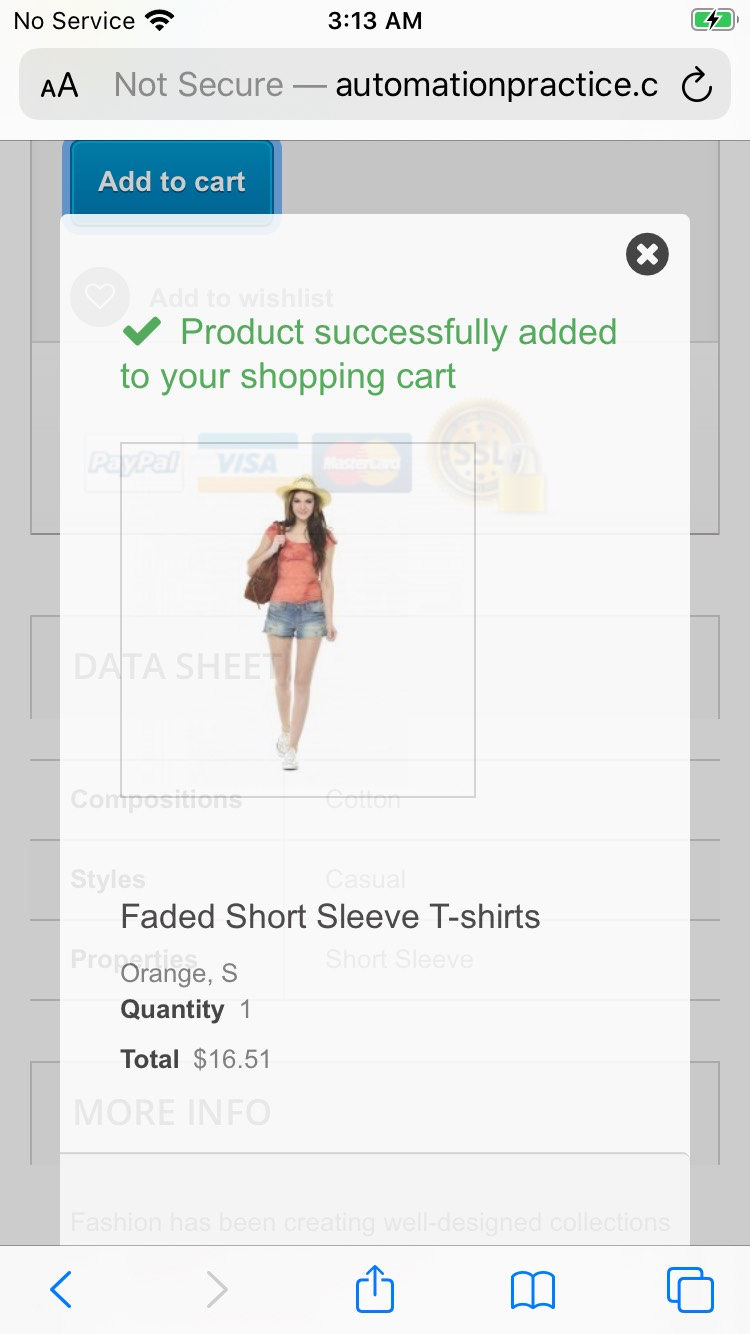 No Service
3:13 AM
AA Not Secure — automationpractice.c
Add to cart
Add to wishlist
Product successfully added
to your shopping cart
PayPal VISA MasterCard SSL
DATA SHEET
Compositions Cotton
Styles Casual
Faded Short Sleeve T-shirts
Properties Short Sleeve
Orange, S
Quantity 1
Total $16.51
MORE INFO
Fashion has been creating well-designed collections